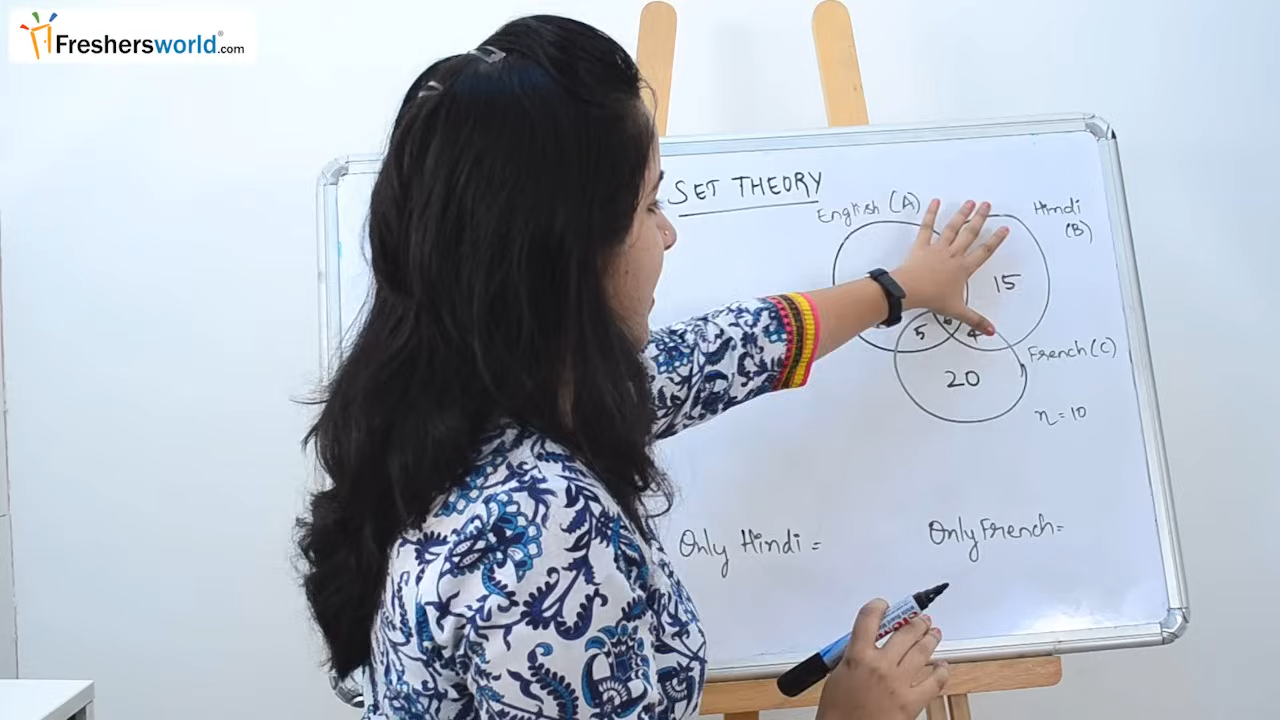 Freshersworld.com
SET THEORY
English (A)
Hindi
(B)
15
5
4
French (C)
20
n = 10
Only Hindi =
Only French =